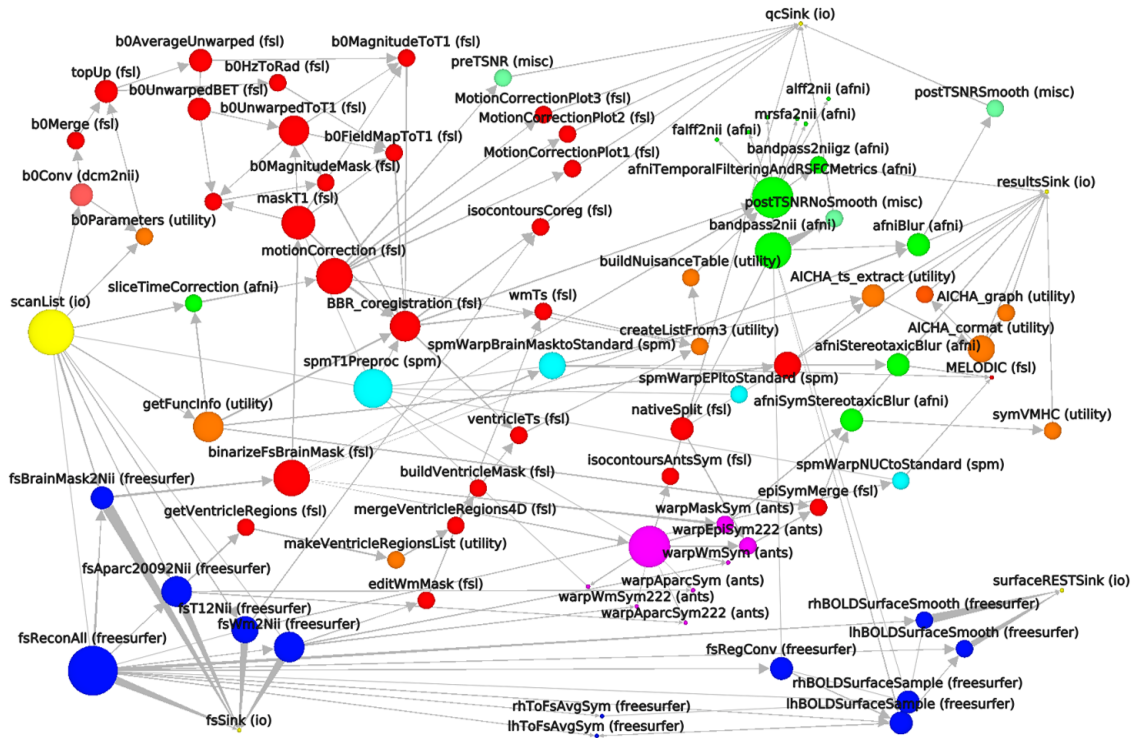 qcSink (io)
b0AverageUnwarped (fsl)
b0MagnitudeToT1 (fsl)
preTSNR (misc)
b0HzToRad (fsl)
topUp (fsl)
b0UnwarpedBET (fsl)
alff2nii (afni)
postTSNRSmooth (misc)
MotionCorrectionPlot3 (fsl)
b0UnwarpedToT1 (fsl)
mrsfa2nii (afni)
MotionCorrectionPlot2 (fsl)
b0Merge (fsl)
b0FieldMapToT1 (fsl)
falff2nii (afni)
MotionCorrectionPlot1 (fsl)
bandpass2niigz (afni)
b0MagnitudeMask (fsl)
afniTemporalFilteringAndRSFCMetrics (afni)
b0Conv (dcm2nii)
resultsSink (io)
maskT1 (fsl)
postTSNRNoSmooth (misc)
isocontoursCoreg (fsl)
b0Parameters (utility)
bandpass2nii (afni)
afniBlur (afni)
motionCorrection (fsl)
buildNuisanceTable (utility)
AICHA_ts_extract (utility)
sliceTimeCorrection (afni)
scanList (io)
BBR_coregistration (fsl)
wmTs (fsl)
AICHA_graph (utility)
createListFrom3 (utility)
AICHA_cormat (utility)
spmWarpBrainMasktoStandard (spm)
afniStereotaxicBlur (afni)
spmT1Preproc (spm)
MELODIC (fsl)
spmWarpEPItoStandard (spm)
afniSymStereotaxicBlur (afni)
getFuncInfo (utility)
nativeSplit (fsl)
symVMHC (utility)
ventricleTs (fsl)
binarizeFsBrainMask (fsl)
isocontoursAntsSym (fsl)
spmWarpNUCtoStandard (spm)
fsBrainMask2Nii (freesurfer)
buildVentricleMask (fsl)
epiSymMerge (fsl)
getVentricleRegions (fsl)
mergeVentricleRegions4D (fsl)
warpMaskSym (ants)
warpEpiSym222 (ants)
makeVentricleRegionsList (utility)
warpWmSym (ants)
fsAparc20092Nii (freesurfer)
editWmMask (fsl)
warpAparcSym (ants)
surfaceRESTSink (io)
warpWmSym222 (ants)
rhBOLDSurfaceSmooth (freesurfer)
fsT12Nii (freesurfer)
warpAparcSym222 (ants)
fsWm2Nii (freesurfer)
lhBOLDSurfaceSmooth (freesurfer)
fsReconAll (freesurfer)
fsRegConv (freesurfer)
rhBOLDSurfaceSample (freesurfer)
rhToFsAvgSym (freesurfer)
lhBOLDSurfaceSample (freesurfer)
fsSink (io)
lhToFsAvgSym (freesurfer)